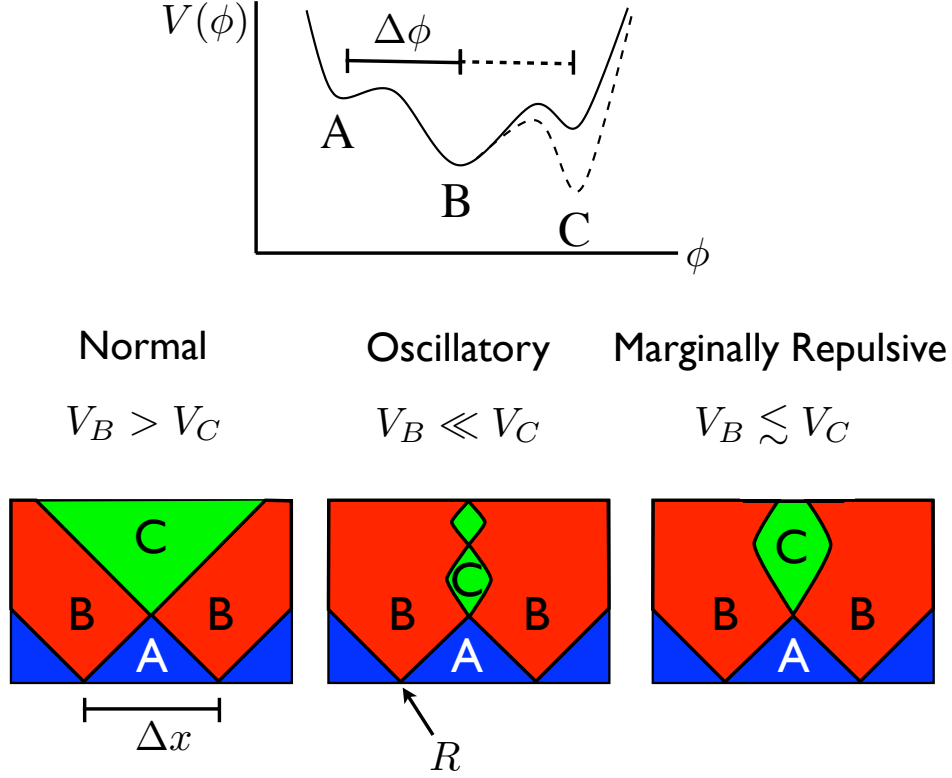 V(φ)
Δφ
A
B
C
φ
Normal Oscillatory Marginally Repulsive
V_B > V_C V_B ≪ V_C V_B ≲ V_C
C
B A B
C
B A B
C
B A B
Δx
R